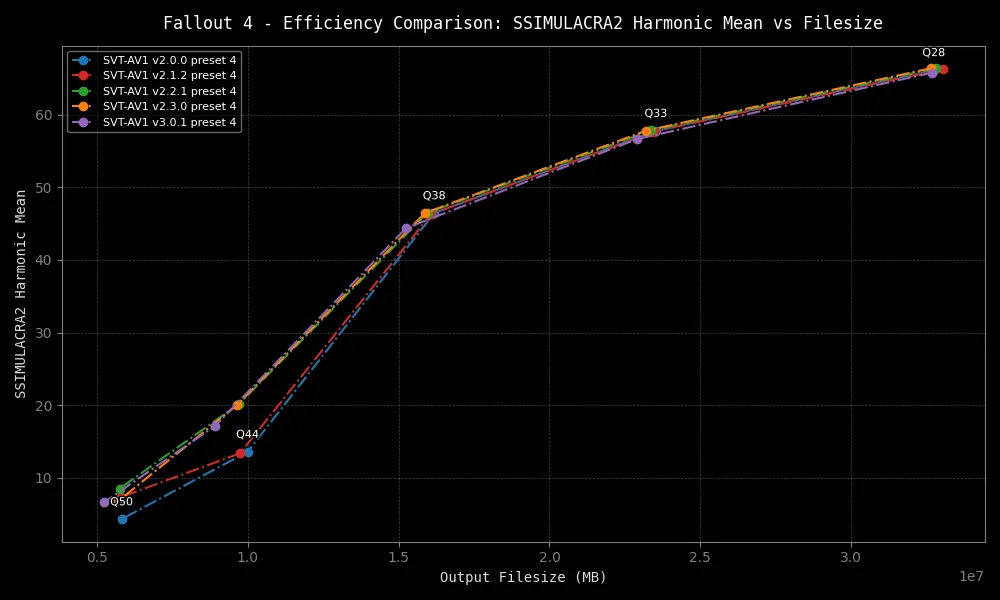 Fallout 4 - Efficiency Comparison: SSIMULACRA2 Harmonic Mean vs Filesize
SVT-AV1 v2.0.0 preset 4
SVT-AV1 v2.1.2 preset 4
SVT-AV1 v2.2.1 preset 4
SVT-AV1 v2.3.0 preset 4
SVT-AV1 v3.0.1 preset 4
Q28
Q33
Q38
Q44
Q50
SSIMULACRA2 Harmonic Mean
60
50
40
30
20
10
0.5 1.0 1.5 2.0 2.5 3.0
1e7
Output Filesize (MB)